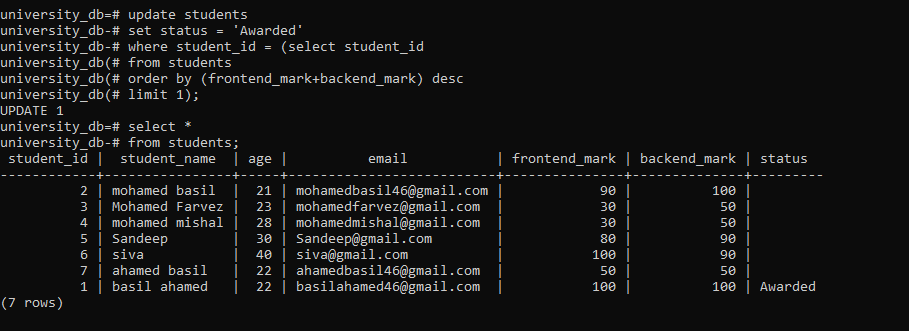 university_db=# update students
university_db-# set status = 'Awarded'
university_db-# where student_id = (select student_id
university_db(# from students
university_db(# order by (frontend_mark+backend_mark) desc
university_db(# limit 1);
UPDATE 1
university_db=# select *
university_db-# from students;
 student_id |  student_name  | age |          email           | frontend_mark | backend_mark | status
------------+----------------+-----+--------------------------+---------------+--------------+---------
          2 | mohamed basil  |  21 | mohamedbasil46@gmail.com |            90 |          100 |
          3 | Mohamed Farvez |  23 | mohamedfarvez@gmail.com  |            30 |           50 |
          4 | mohamed mishal |  28 | mohamedmishal@gmail.com  |            30 |           50 |
          5 | Sandeep        |  30 | Sandeep@gmail.com        |            80 |           90 |
          6 | siva           |  40 | siva@gmail.com           |           100 |           90 |
          7 | ahamed basil   |  22 | ahamedbasil46@gmail.com  |            50 |           50 |
          1 | basil ahamed   |  22 | basilahamed46@gmail.com  |           100 |          100 | Awarded
(7 rows)